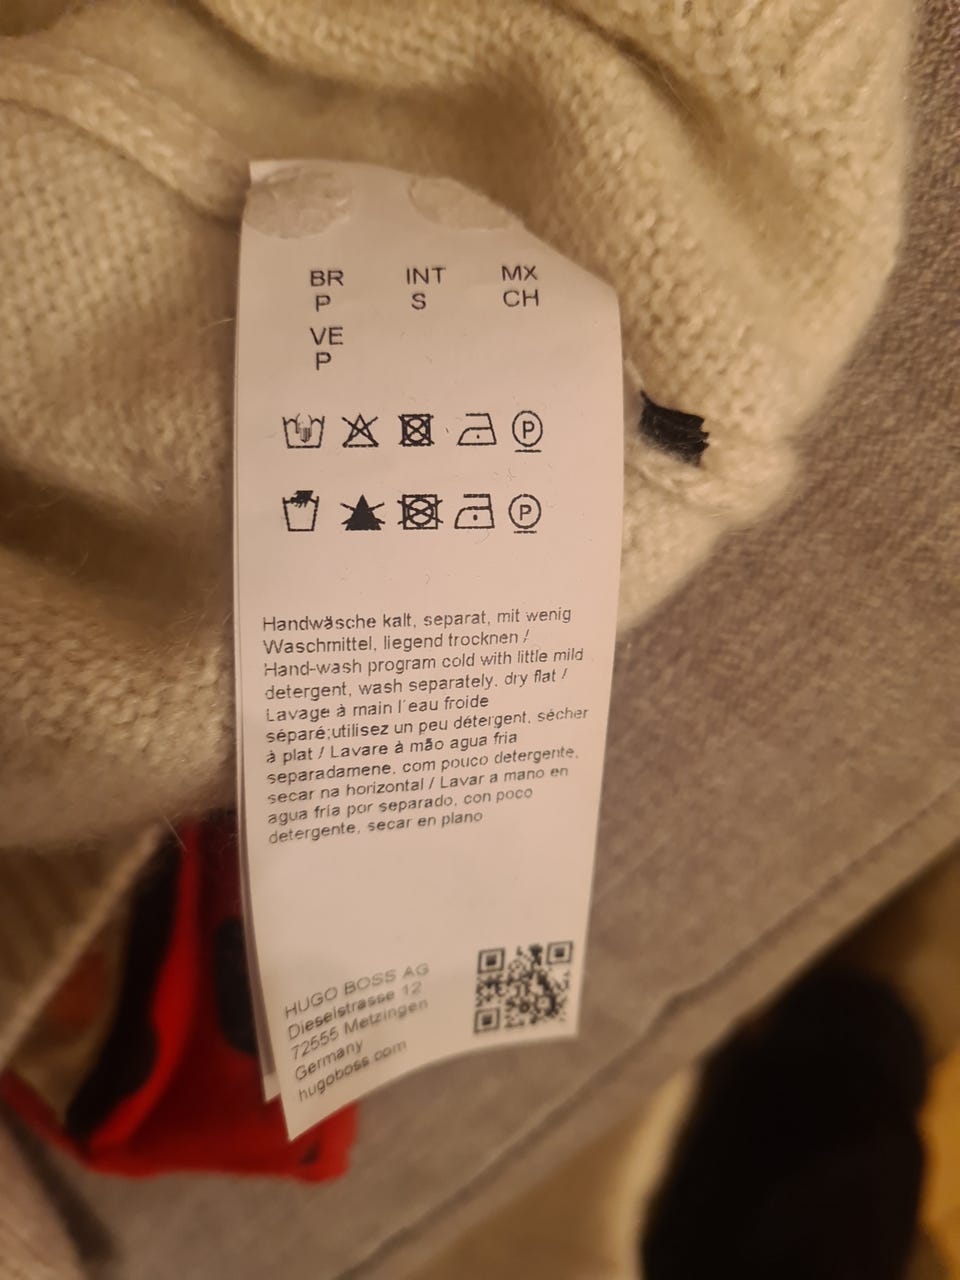 BR INT MX
P S CH
VE
P
P
P
Handwäsche kalt, separat, mit wenig
Waschmittel, liegend trocknen /
Hand-wash program cold with little mild
detergent, wash separately. dry flat /
Lavage à main l'eau froide
séparé;utilisez un peu détergent, sécher
à plat / Lavare à mão agua fria
separadamene, com pouco detergente,
secar na horizontal / Lavar a mano en
agua fría por separado, con poco
detergente, secar en plano
HUGO BOSS AG
Dieselstrasse 12
72555 Metzingen
Germany
hugoboss.com